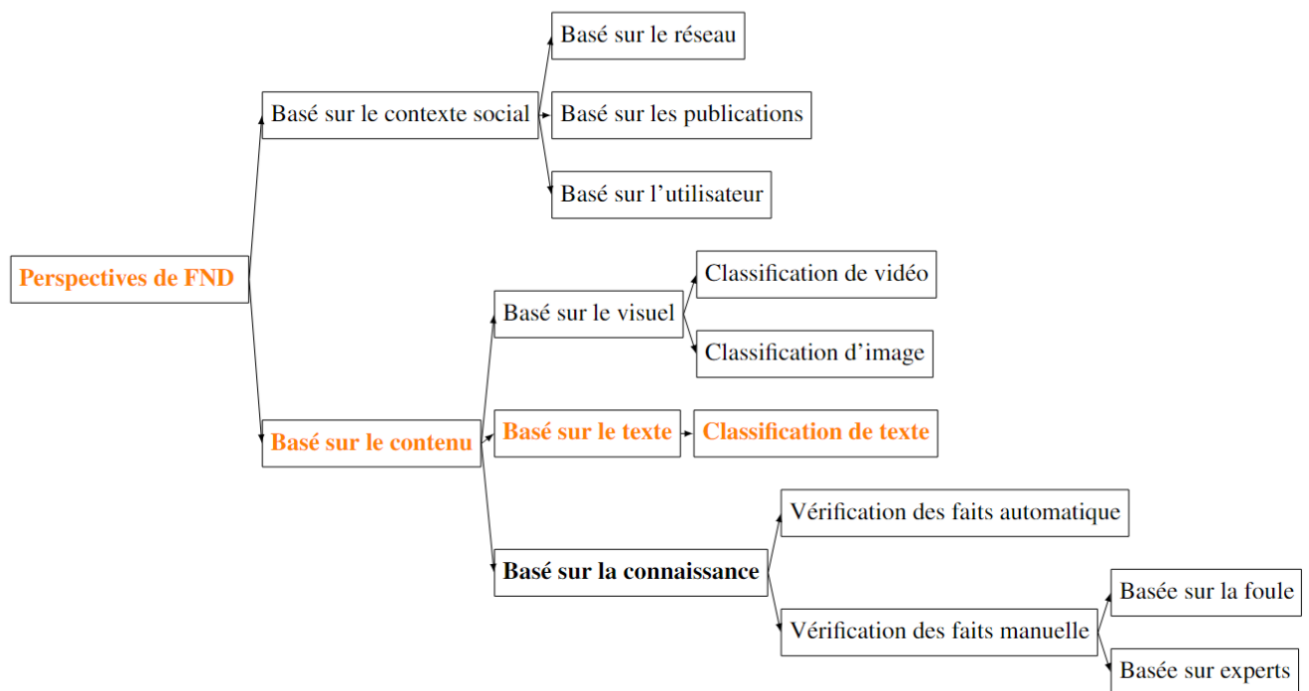 Basé sur le réseau
Basé sur le contexte social
Basé sur les publications
Basé sur l’utilisateur
Perspectives de FND
Classification de vidéo
Basé sur le visuel
Classification d’image
Basé sur le contenu
Basé sur le texte
Classification de texte
Vérification des faits automatique
Basé sur la connaissance
Basée sur la foule
Vérification des faits manuelle
Basée sur experts